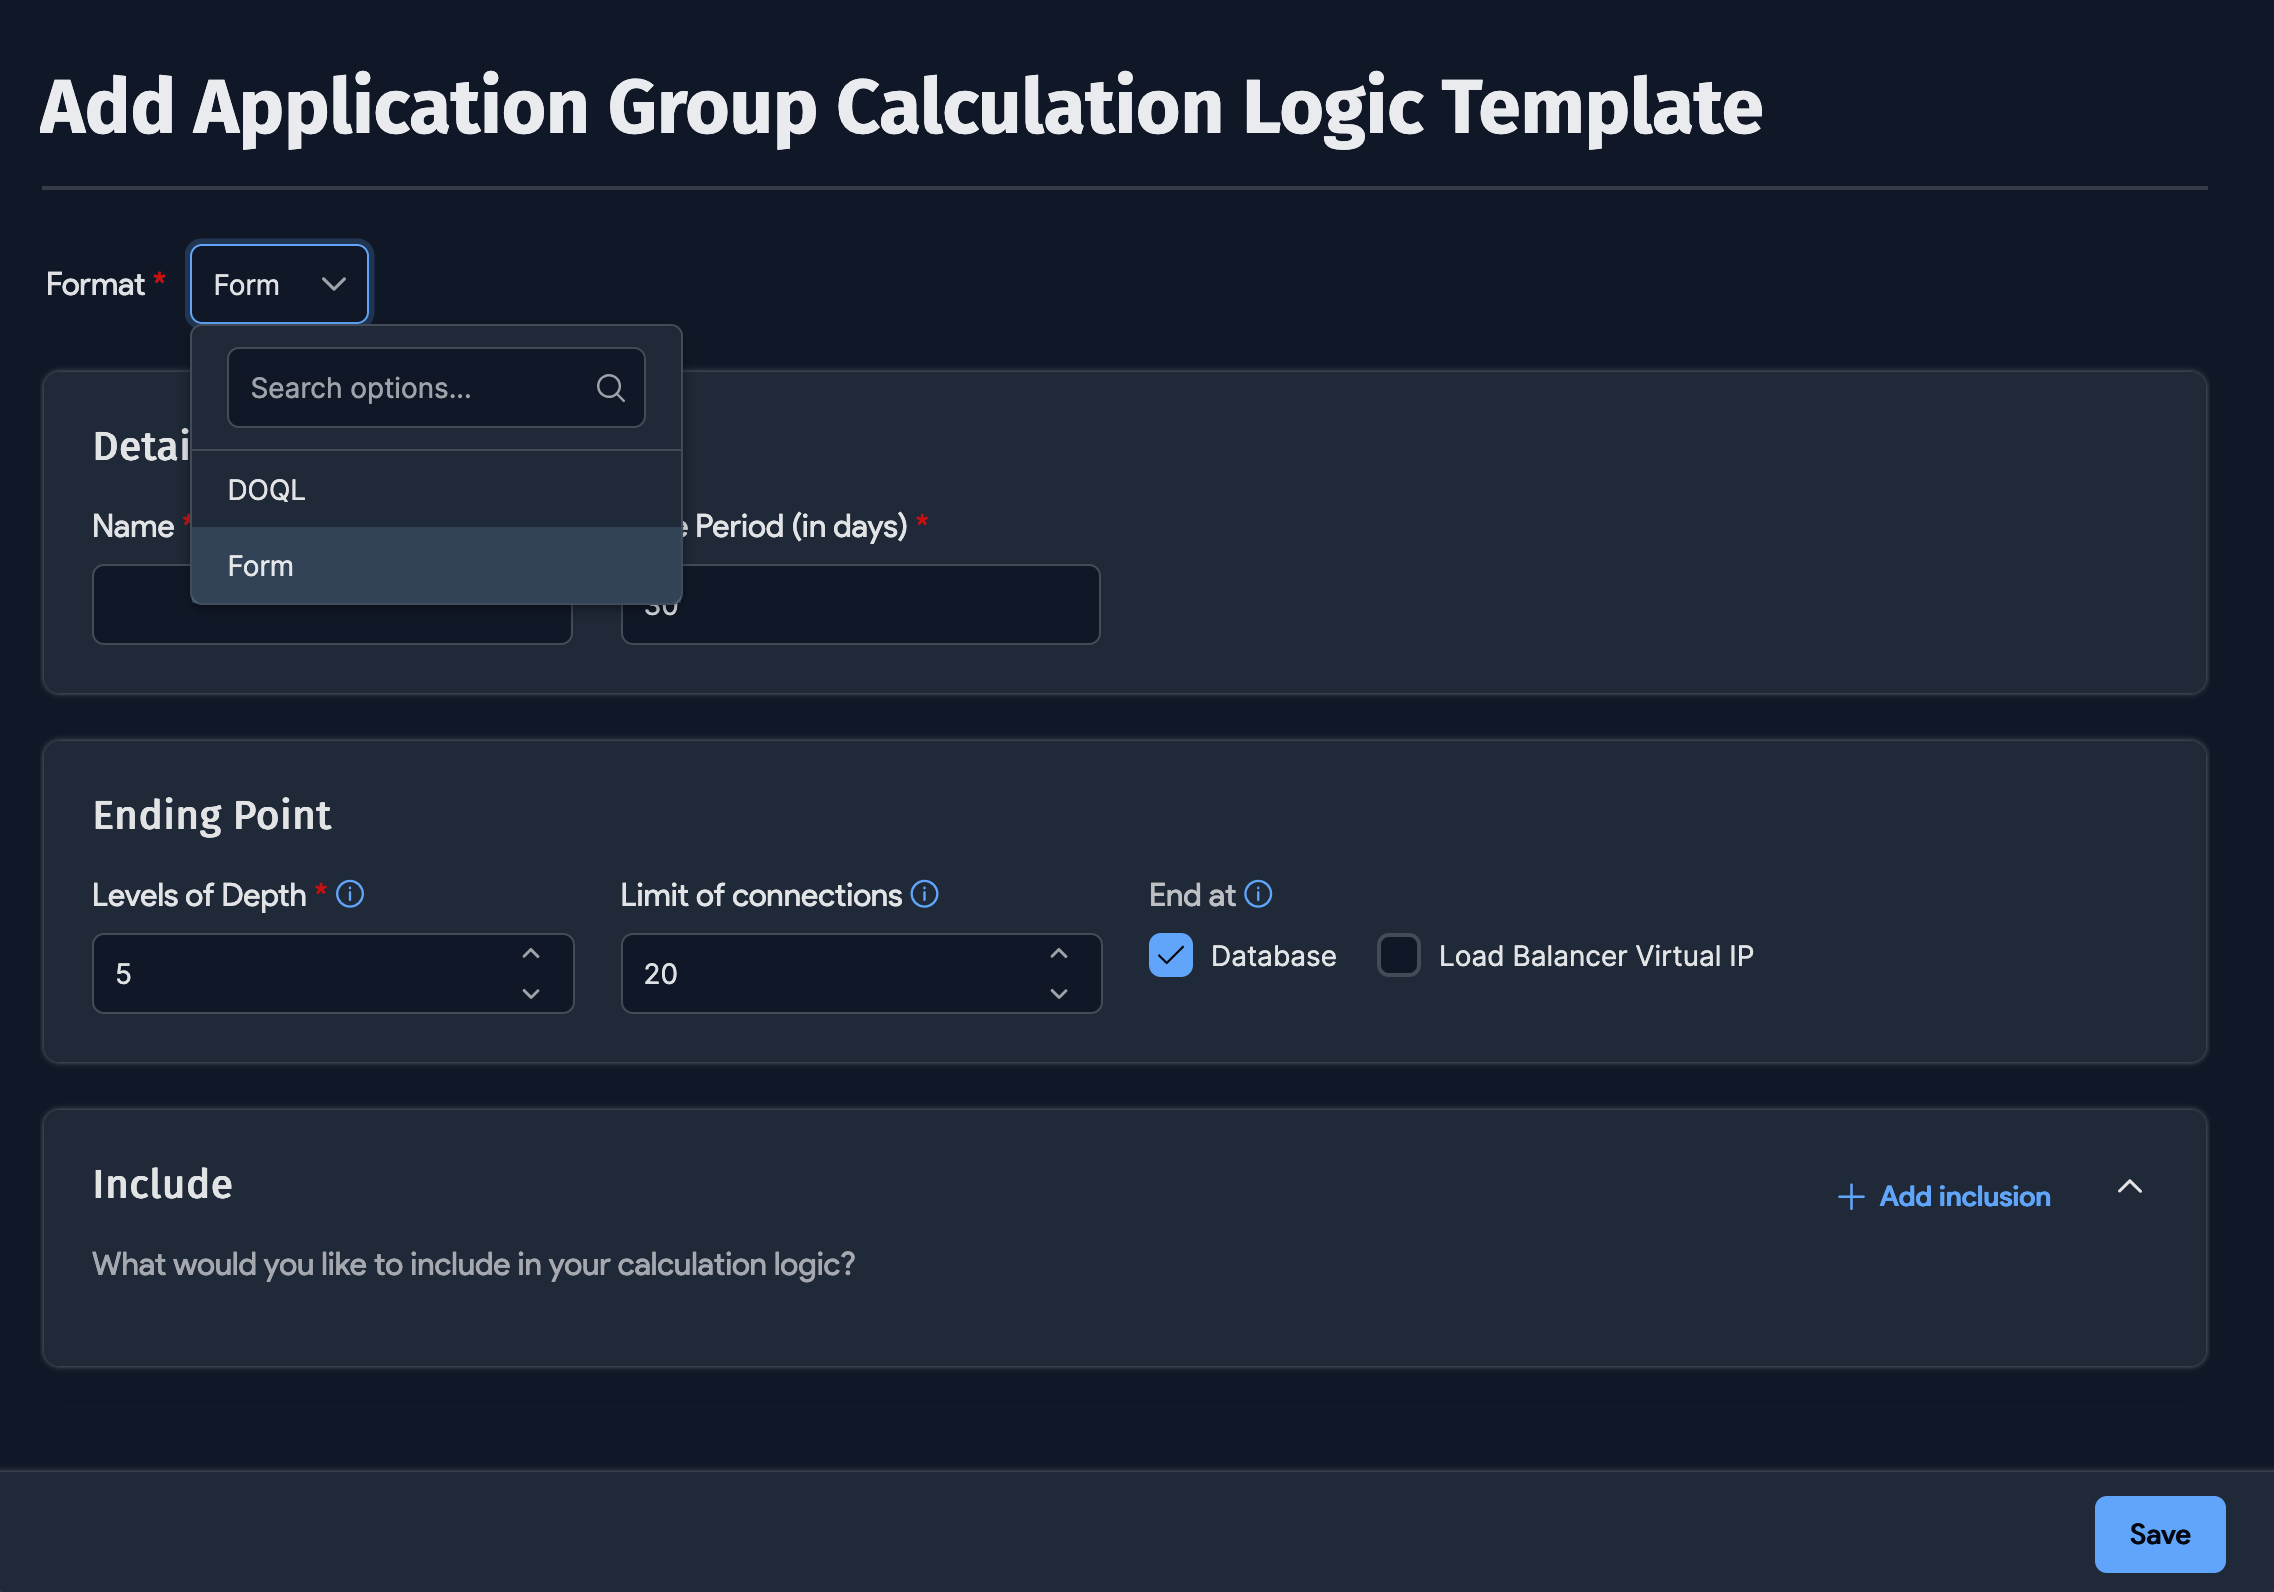 Add Application Group Calculation Logic Template
Format * Form
Search options...
DOQL
Form
Name * Period (in days) *
Ending Point
Levels of Depth * Limit of connections End at
5 20 Database Load Balancer Virtual IP
Include
Add inclusion
What would you like to include in your calculation logic?
Save